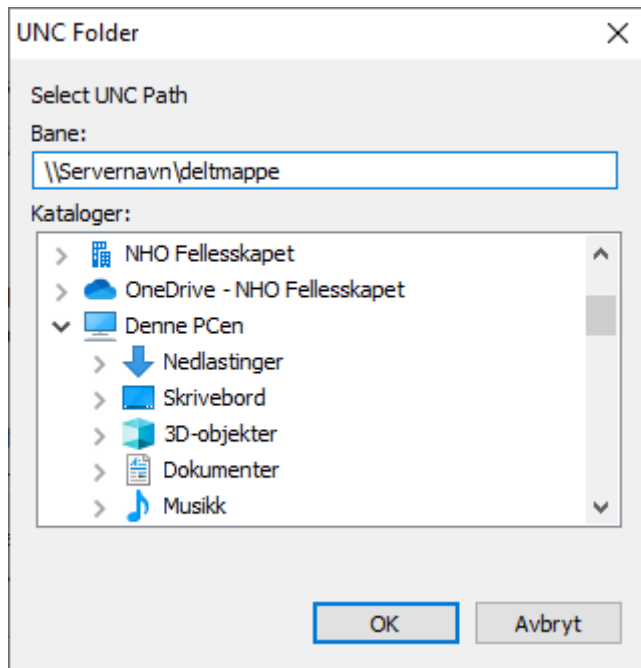 UNC Folder
Select UNC Path
Bane:
\\Servernavn\deltmappe
Kataloger:
NHO Fellesskapet
OneDrive - NHO Fellesskapet
Denne PCen
Nedlastinger
Skrivebord
3D-objekter
Dokumenter
Musikk
OK Avbryt